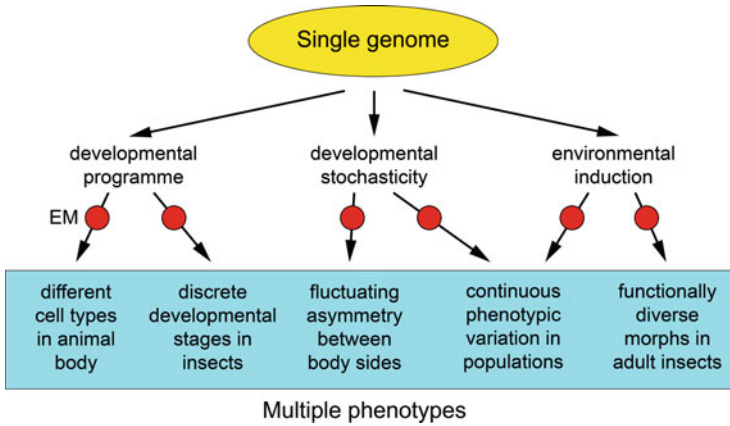 Single genome
developmental
programme
developmental
stochasticity
environmental
induction
EM
different
cell types
in animal
body
discrete
developmental
stages in
insects
fluctuating
asymmetry
between
body sides
continuous
phenotypic
variation in
populations
functionally
diverse
morphs in
adult insects
Multiple phenotypes